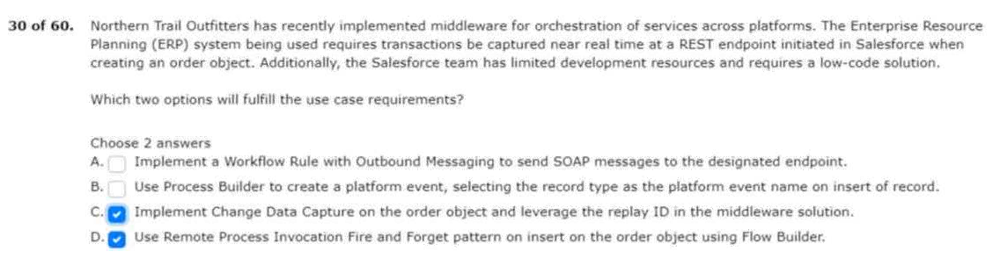 30 of 60. Northern Trail Outfitters has recently implemented middleware for orchestration of services across platforms. The Enterprise Resource
Planning (ERP) system being used requires transactions be captured near real time at a REST endpoint initiated in Salesforce when
creating an order object. Additionally, the Salesforce team has limited development resources and requires a low-code solution.
Which two options will fulfill the use case requirements?
Choose 2 answers
A. Implement a Workflow Rule with Outbound Messaging to send SOAP messages to the designated endpoint.
B. Use Process Builder to create a platform event, selecting the record type as the platform event name on insert of record.
C. Implement Change Data Capture on the order object and leverage the replay ID in the middleware solution.
D. Use Remote Process Invocation Fire and Forget pattern on insert on the order object using Flow Builder.